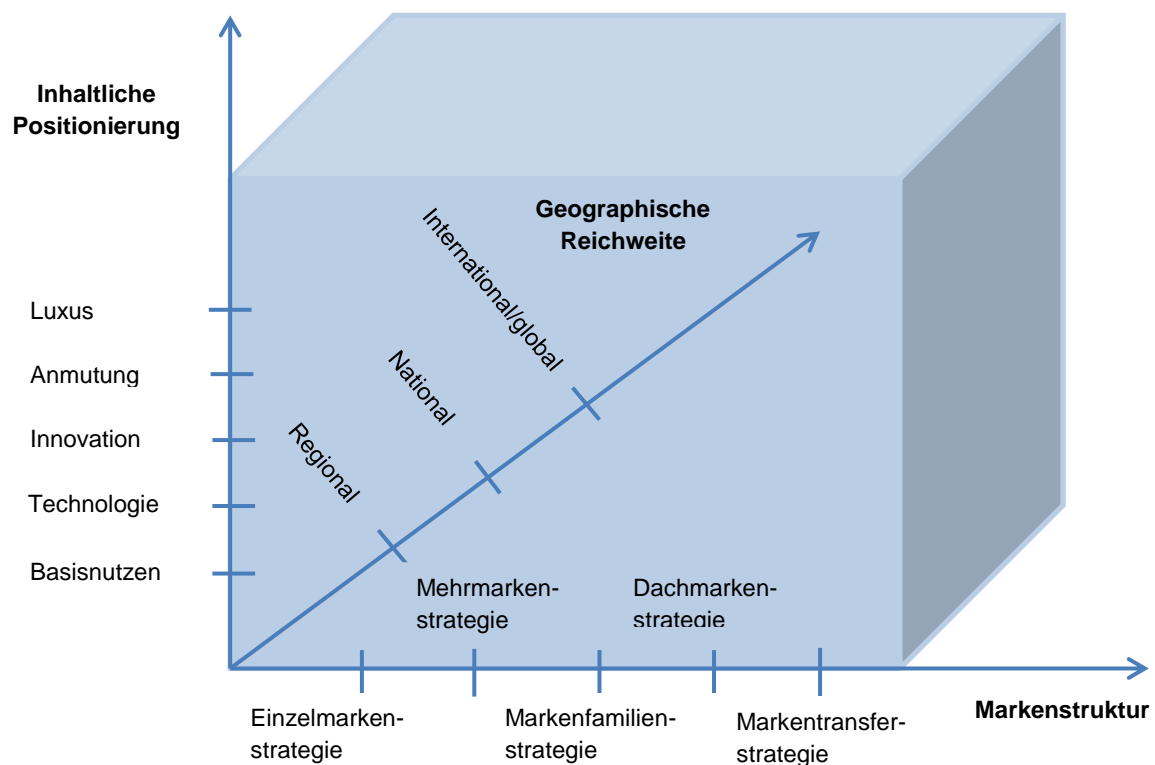 Inhaltliche
Positionierung
Geographische
Reichweite
International/global
National
Regional
Luxus
Anmutung
Innovation
Technologie
Basisnutzen
Mehrmarken-
strategie
Dachmarken-
strategie
Einzelmarken-
strategie
Markenfamilien-
strategie
Markentransfer-
strategie
Markenstruktur